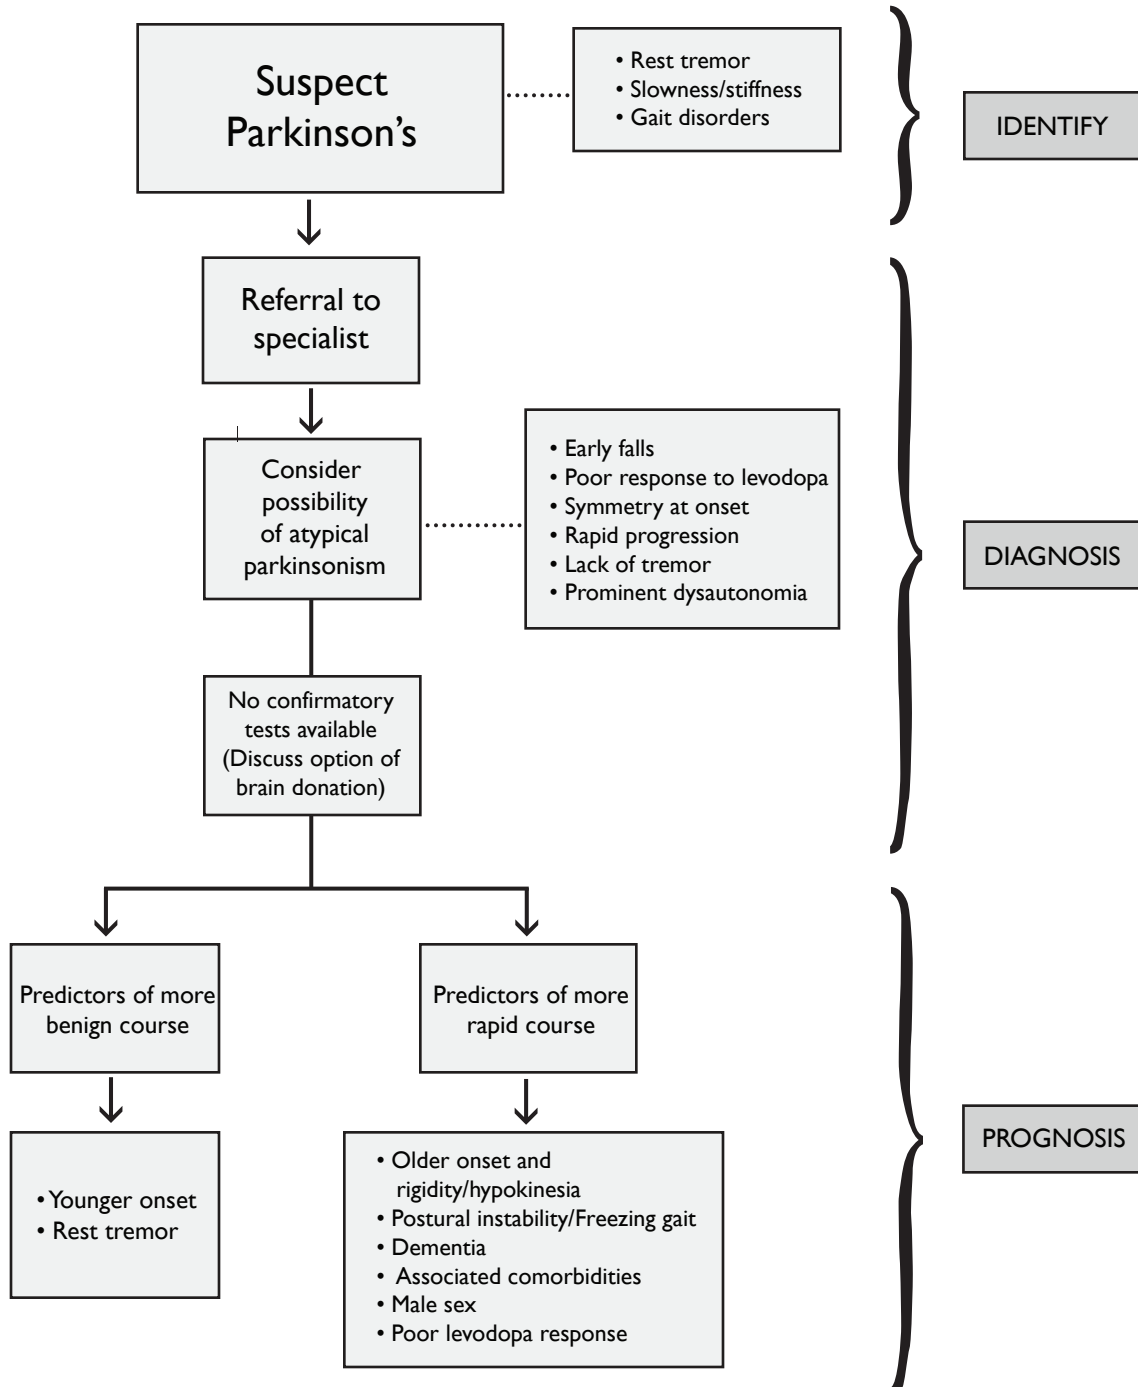 Suspect
Parkinson's
• Rest tremor
• Slowness/stiffness
• Gait disorders
IDENTIFY
Referral to
specialist
Consider
possibility
of atypical
parkinsonism
• Early falls
• Poor response to levodopa
• Symmetry at onset
• Rapid progression
• Lack of tremor
• Prominent dysautonomia
DIAGNOSIS
No confirmatory
tests available
(Discuss option of
brain donation)
Predictors of more
benign course
Predictors of more
rapid course
• Younger onset
• Rest tremor
• Older onset and
rigidity/hypokinesia
• Postural instability/Freezing gait
• Dementia
• Associated comorbidities
• Male sex
• Poor levodopa response
PROGNOSIS